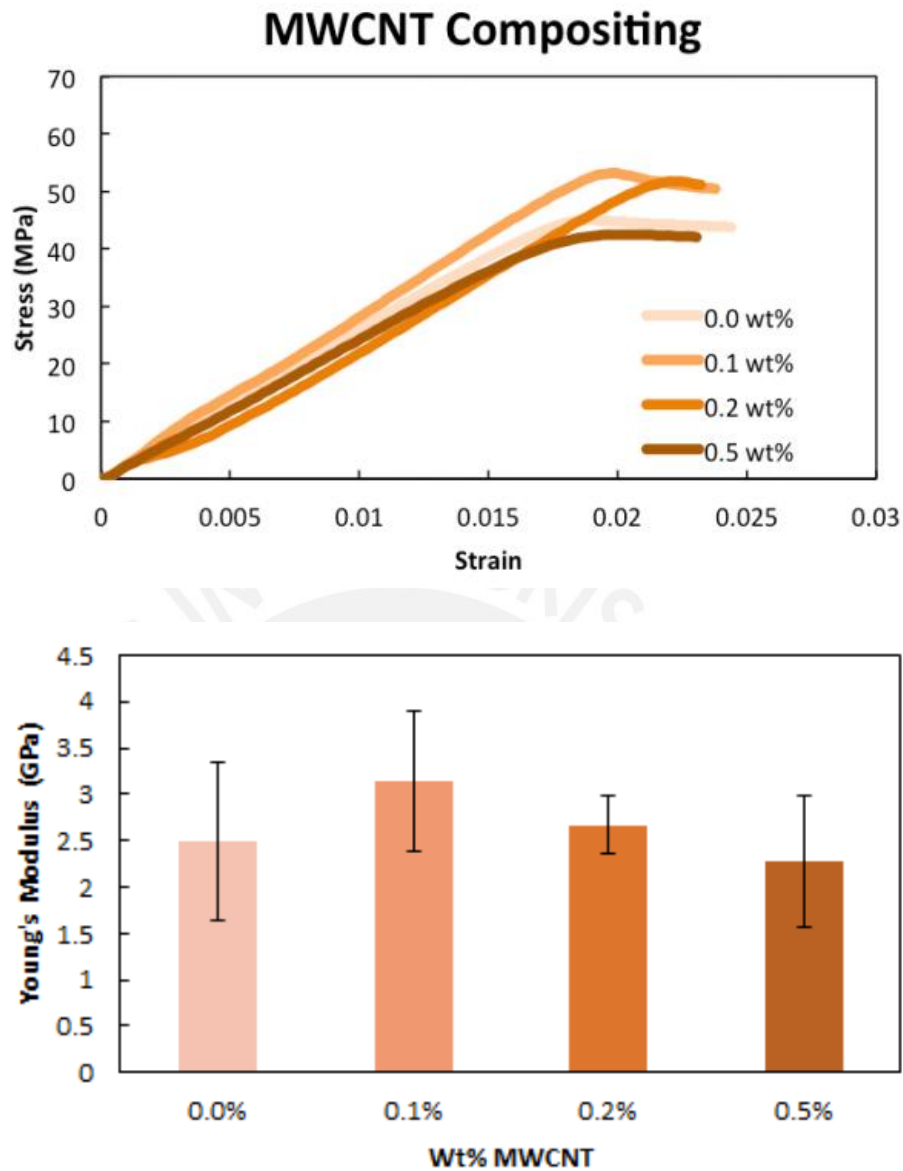 MWCNT Compositing
70
60
50
40
30
20
10
0
Stress (MPa)
0.0 wt%
0.1 wt%
0.2 wt%
0.5 wt%
0 0.005 0.01 0.015 0.02 0.025 0.03
Strain
4.5
4
3.5
3
2.5
2
1.5
1
0.5
0
Young's Modulus (GPa)
0.0% 0.1% 0.2% 0.5%
Wt% MWCNT